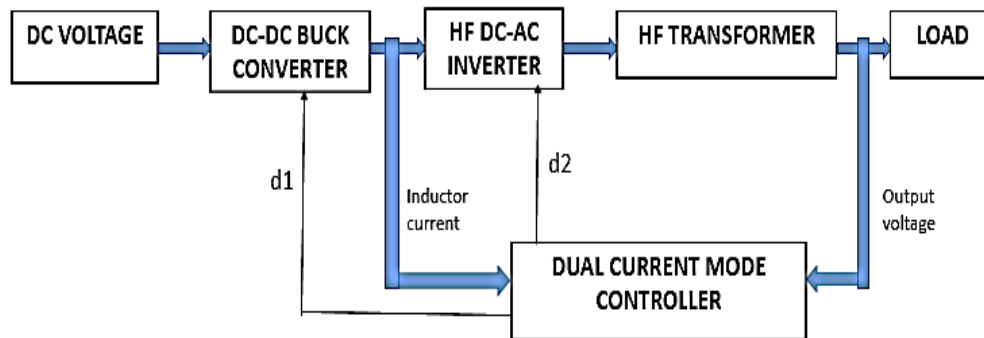 DC VOLTAGE
DC-DC BUCK
CONVERTER
HF DC-AC
INVERTER
HF TRANSFORMER
LOAD
d1
d2
Inductor
current
Output
voltage
DUAL CURRENT MODE
CONTROLLER